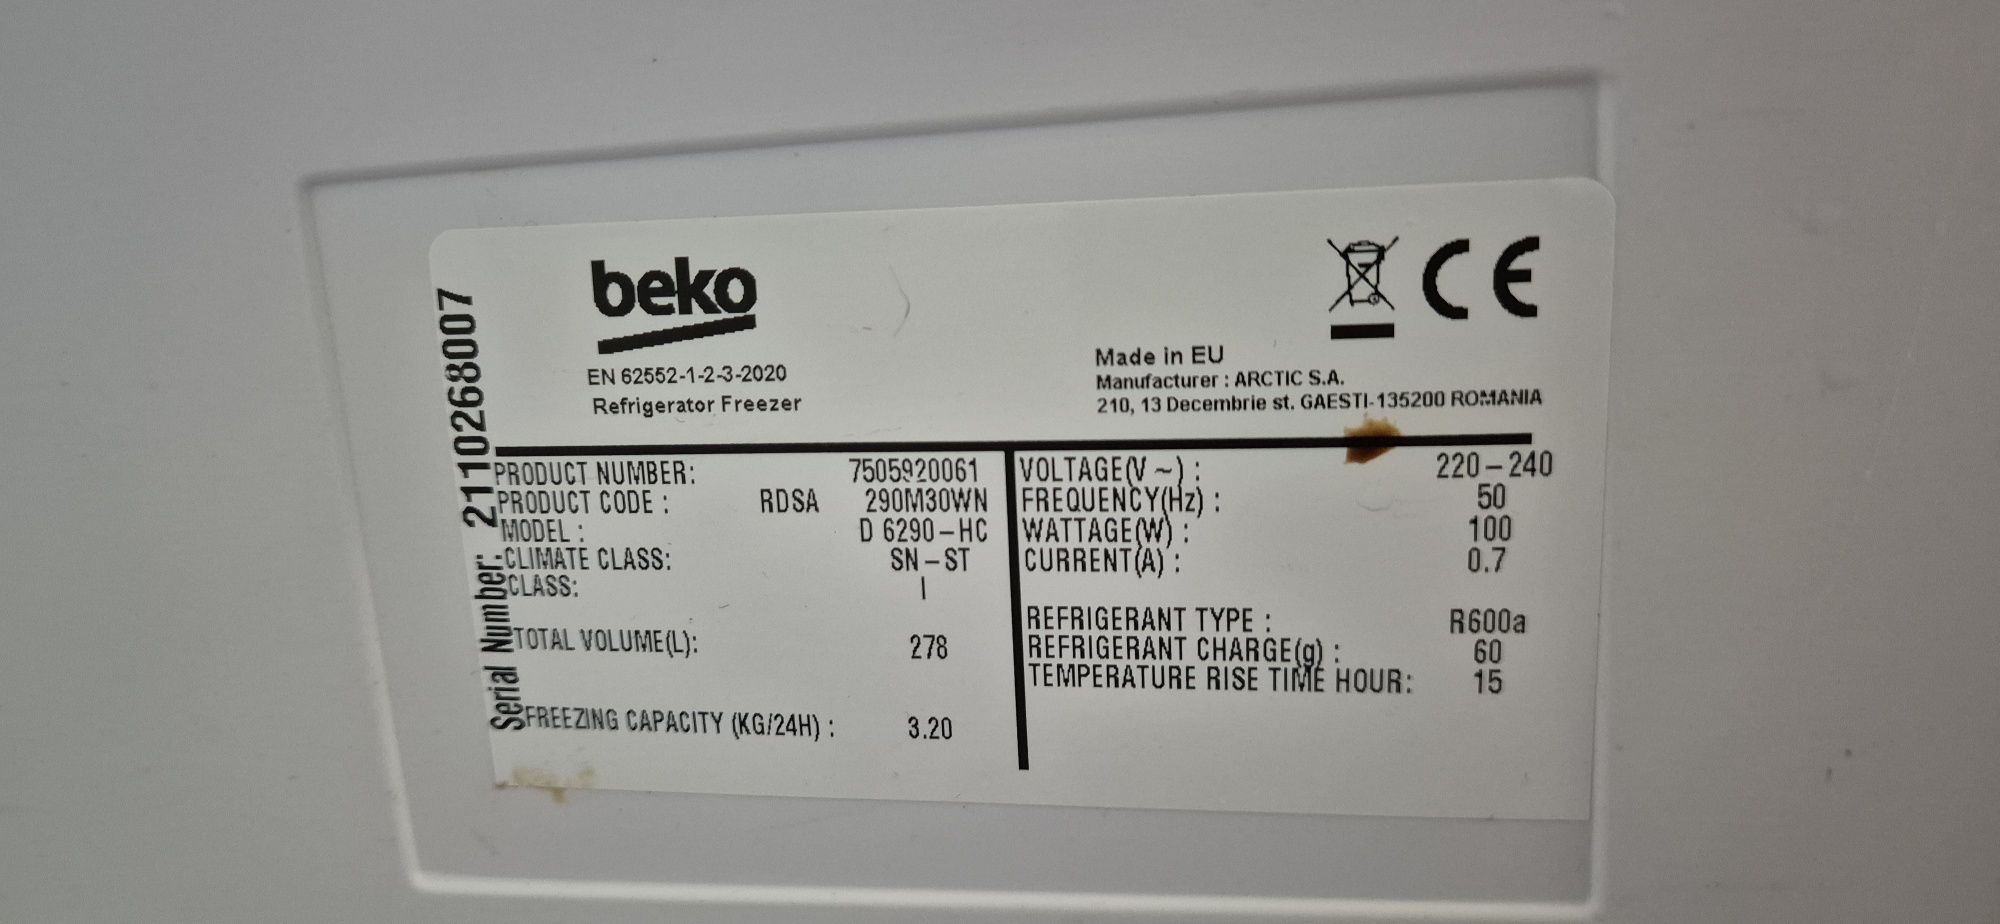 beko
EN 62552-1-2-3-2020
Refrigerator Freezer
CE
Made in EU
Manufacturer : ARCTIC S.A.
210, 13 Decembrie st. GAESTI-135200 ROMANIA
Serial Number: 2110268007
PRODUCT NUMBER: 7505920061
PRODUCT CODE : RDSA 290M30WN
MODEL : D 6290-HC
CLIMATE CLASS: SN-ST
CLASS: I
TOTAL VOLUME(L): 278
FREEZING CAPACITY (KG/24H) : 3.20
VOLTAGE(V ~) : 220-240
FREQUENCY(Hz) : 50
WATTAGE(W) : 100
CURRENT(A) : 0.7
REFRIGERANT TYPE : R600a
REFRIGERANT CHARGE(g) : 60
TEMPERATURE RISE TIME HOUR: 15